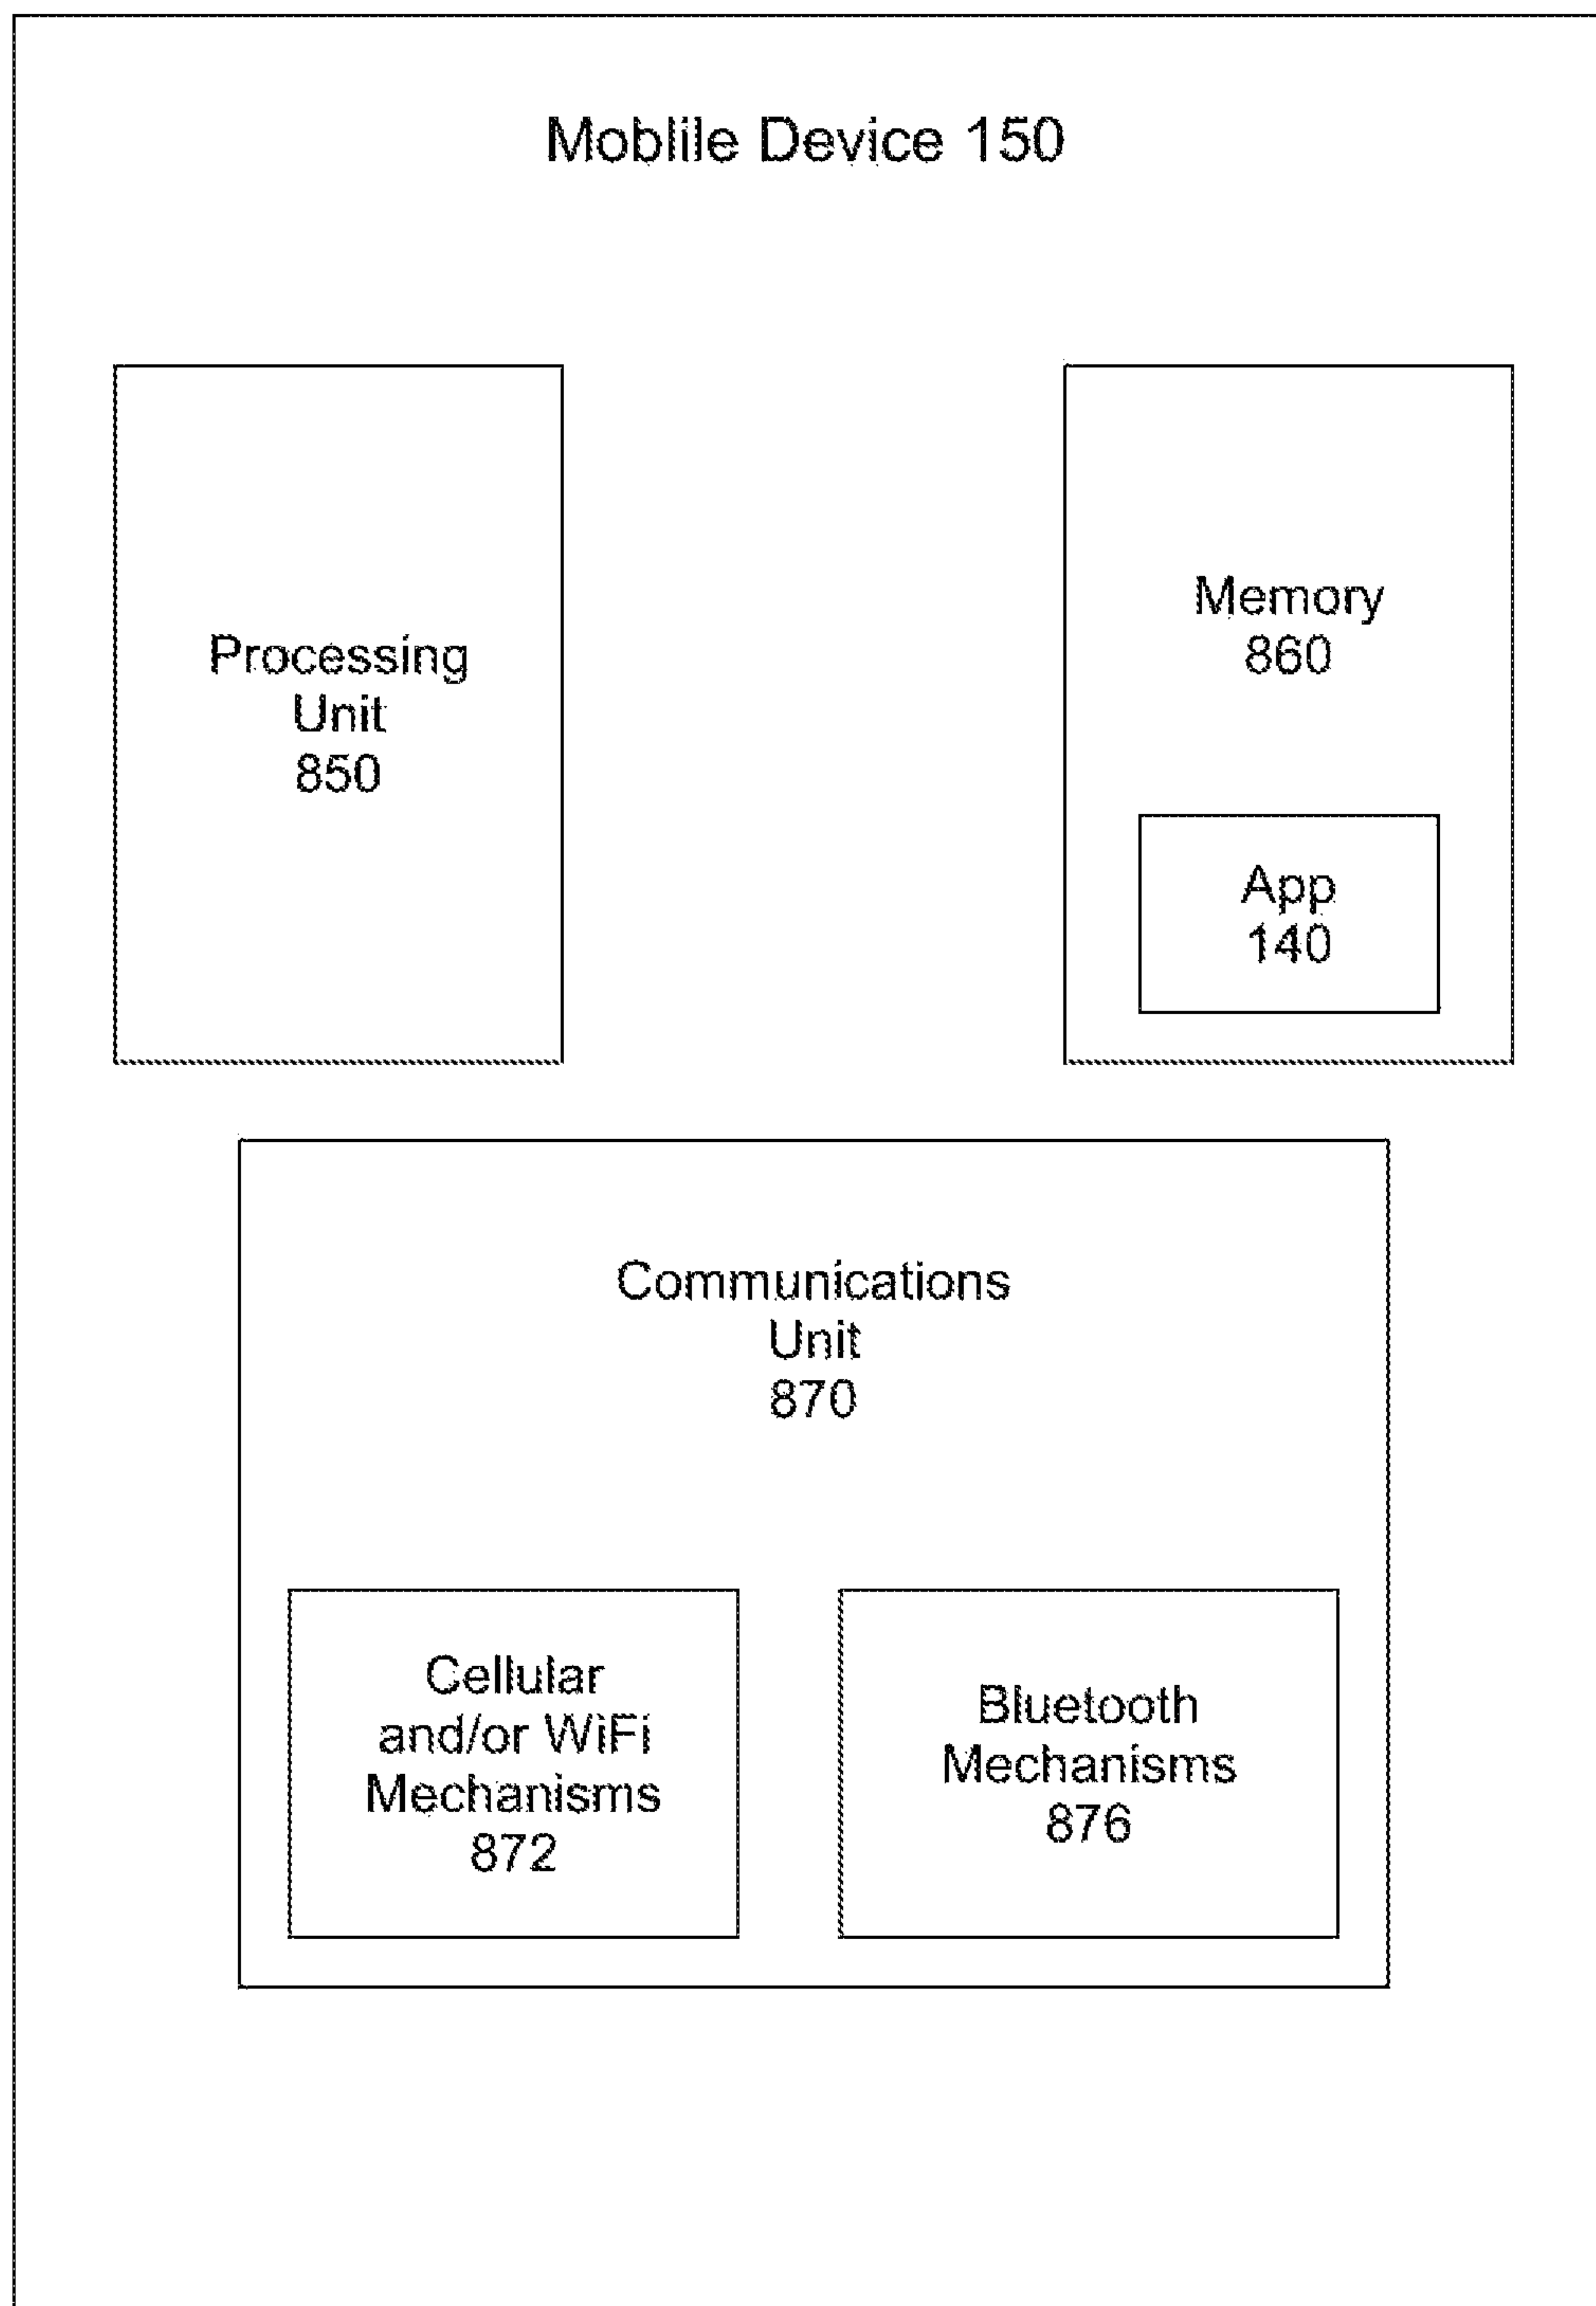 Moblile Device 150
Processing
Unit
850
Memory
860
App
140
Communications
Unit
870
Cellular
and/or WiFi
Mechanisms
872
Bluetooth
Mechanisms
876